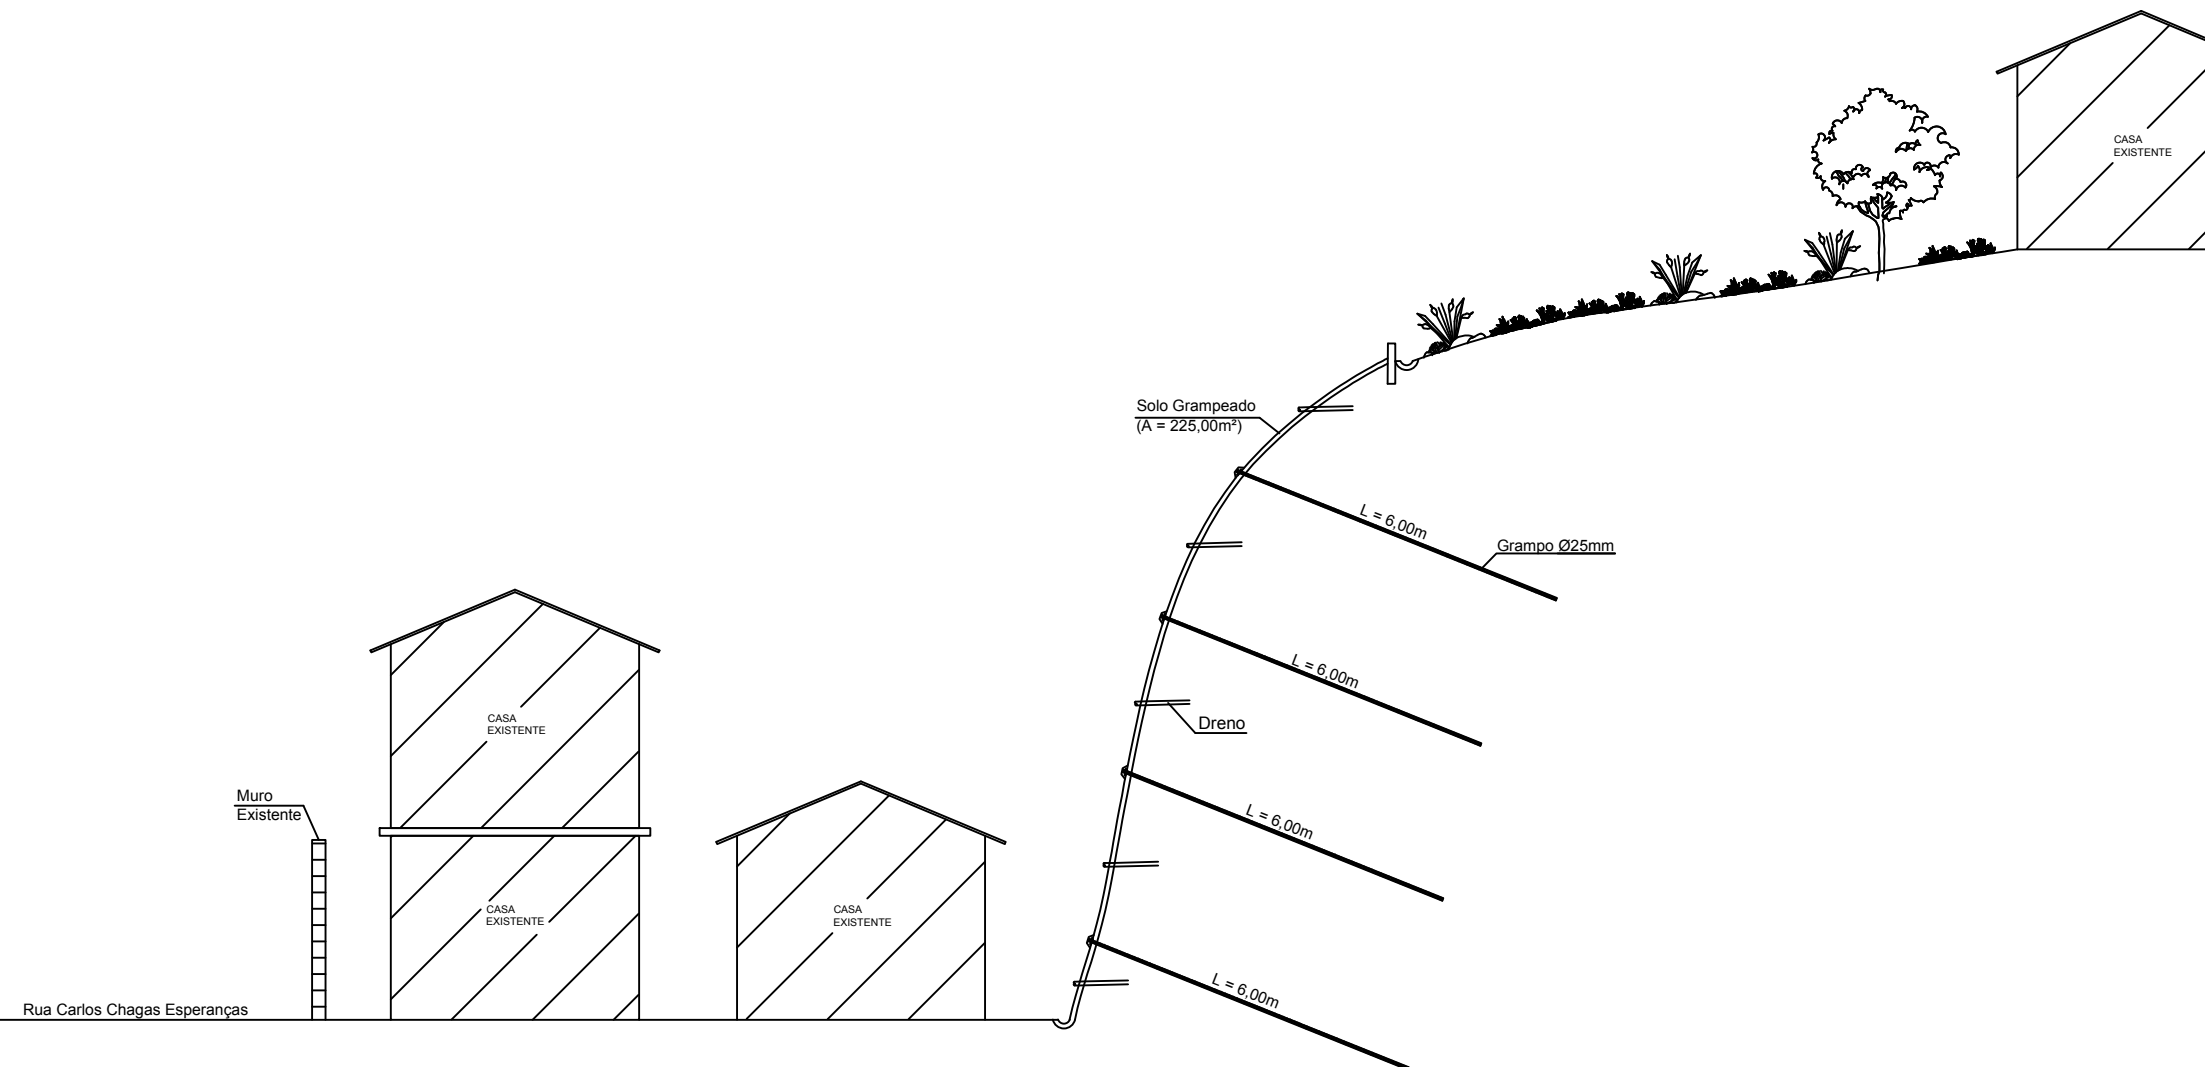 CASA
EXISTENTE
Solo Grampeado
(A = 225,00m²)
L = 6,00m
Grampo Ø25mm
L = 6,00m
CASA
EXISTENTE
Dreno
Muro
Existente
L = 6,00m
CASA
EXISTENTE
CASA
EXISTENTE
L = 6,00m
Rua Carlos Chagas Esperanças